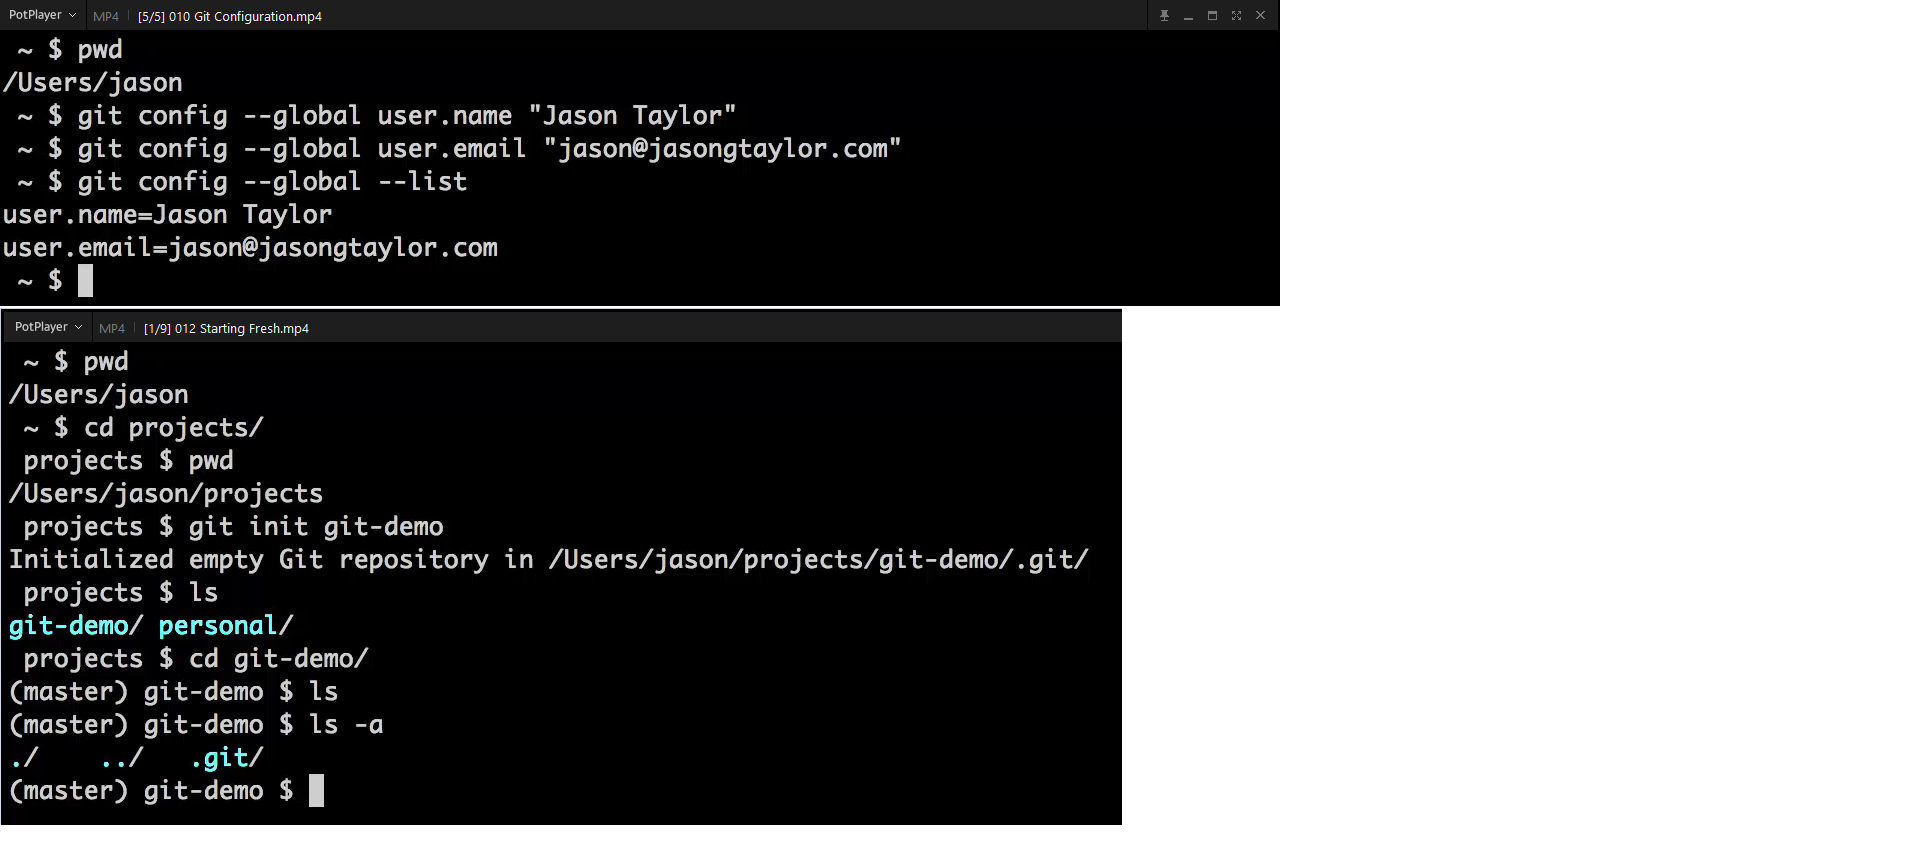 PotPlayer MP4 [5/5] 010 Git Configuration.mp4
~ $ pwd
/Users/jason
~ $ git config --global user.name "Jason Taylor"
~ $ git config --global user.email "jason@jasongtaylor.com"
~ $ git config --global --list
user.name=Jason Taylor
user.email=jason@jasongtaylor.com
~ $
PotPlayer MP4 [1/9] 012 Starting Fresh.mp4
~ $ pwd
/Users/jason
~ $ cd projects/
projects $ pwd
/Users/jason/projects
projects $ git init git-demo
Initialized empty Git repository in /Users/jason/projects/git-demo/.git/
projects $ ls
git-demo/ personal/
projects $ cd git-demo/
(master) git-demo $ ls
(master) git-demo $ ls -a
./ ../ .git/
(master) git-demo $